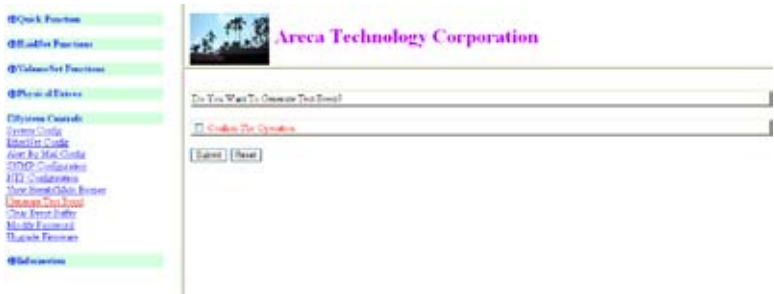 Quick Function
RaidSet Functions
VolumeSet Functions
Physical Drives
System Controls
System Config
EtherNet Config
Alert By Mail Config
SNMP Configuration
NTP Configuration
View Events/Mute Beeper
Generate Test Event
Clear Event Buffer
Modify Password
Upgrade Firmware
Information
Areca Technology Corporation
Do You Want To Generate Test Event?
Confirm The Operation
Submit Reset